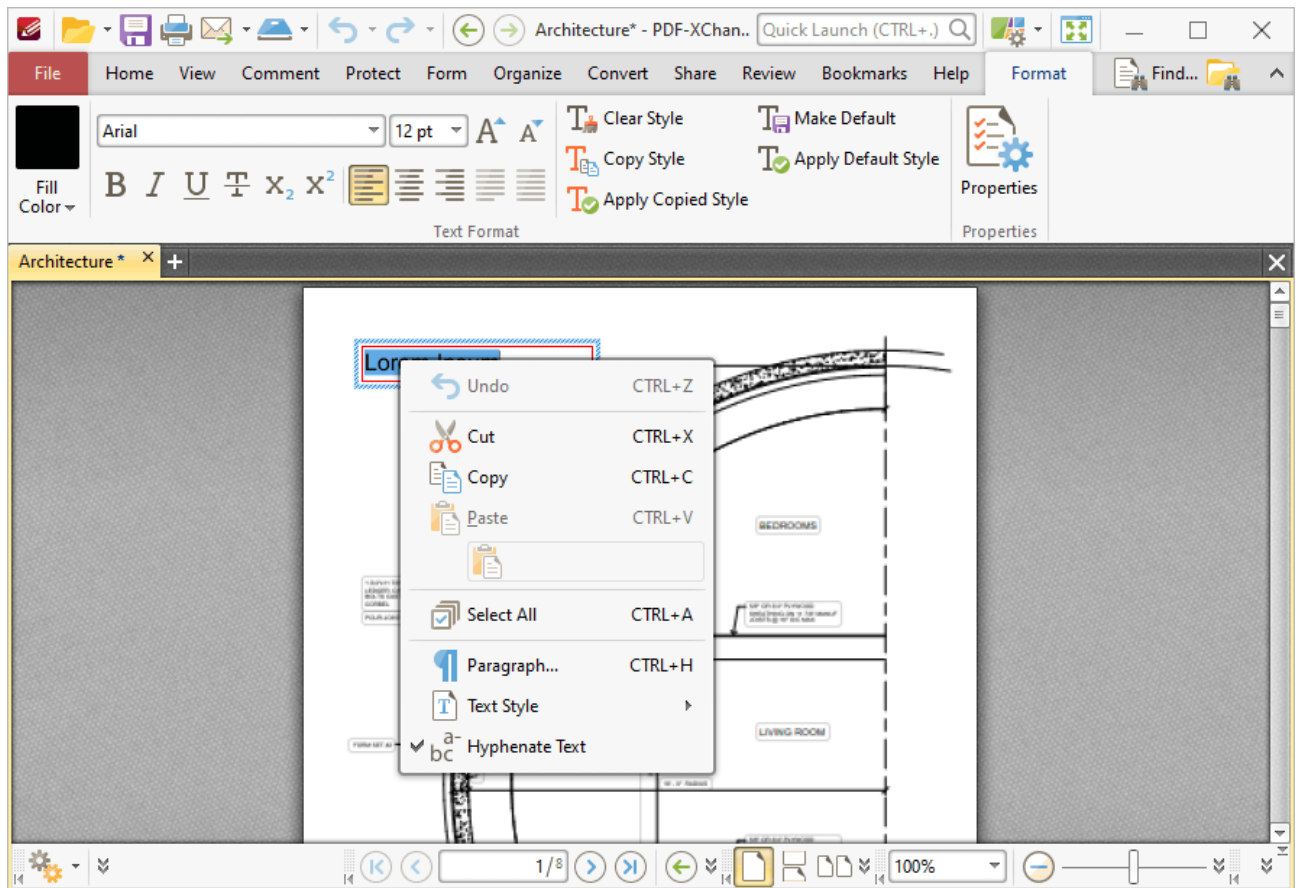 Architecture* - PDF-XChan..
Quick Launch (CTRL+.)
File Home View Comment Protect Form Organize Convert Share Review Bookmarks Help Format Find...
Fill
Color
Arial
12 pt
B I U T x₂ x²
Clear Style
Copy Style
Apply Copied Style
Make Default
Apply Default Style
Properties
Text Format
Properties
Architecture *
Undo CTRL+Z
Cut CTRL+X
Copy CTRL+C
Paste CTRL+V
Select All CTRL+A
Paragraph... CTRL+H
Text Style
a-
bc Hyphenate Text
BEDROOMS
LIVING ROOM
1/8
100%